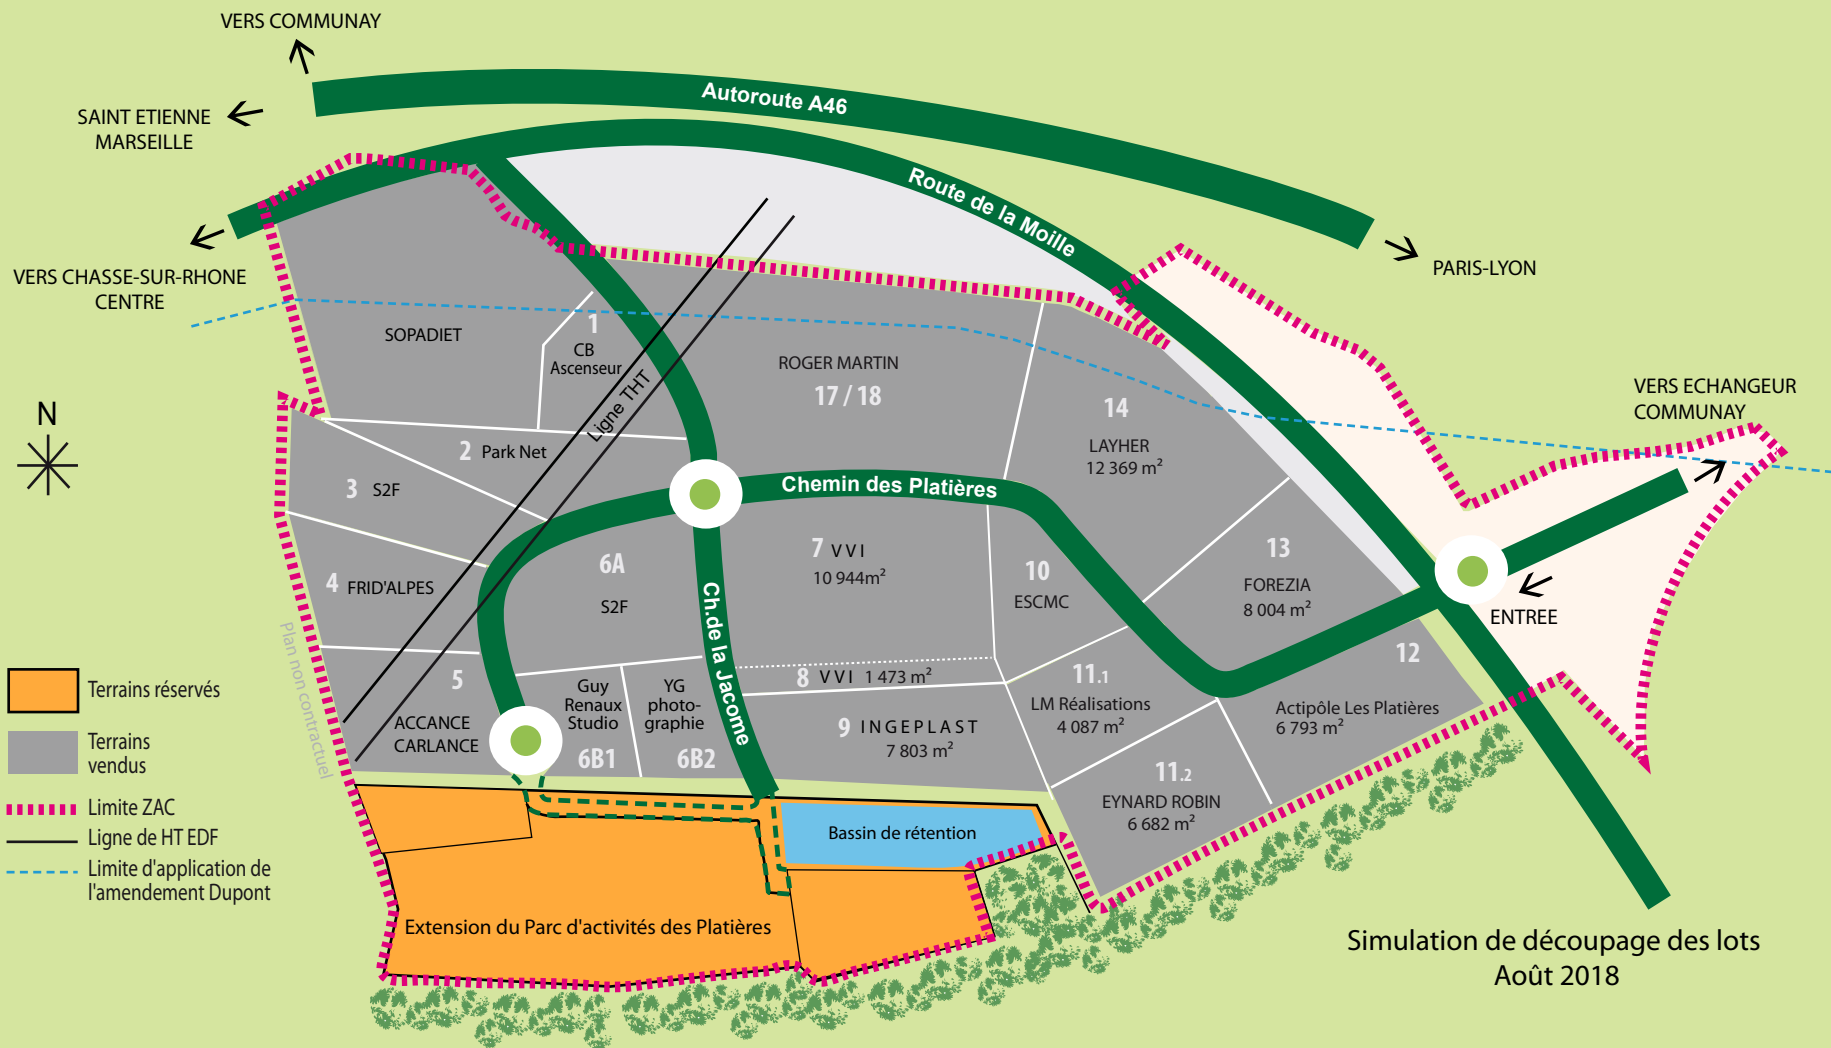 VERS COMMUNAY
SAINT ETIENNE
MARSEILLE
Autoroute A46
Route de la Moille
PARIS-LYON
VERS CHASSE-SUR-RHONE
CENTRE
SOPADIET
1
CB
Ascenseur
Ligne THT
ROGER MARTIN
17 / 18
14
LAYHER
12 369 m²
VERS ECHANGEUR
COMMUNAY
N
2 Park Net
3 S2F
Chemin des Platières
4 FRID'ALPES
6A
S2F
7 V V I
10 944m²
10
ESCMC
13
FOREZIA
8 004 m²
ENTREE
Ch.de la Jacome
Plan non contractuel
5
ACCANCE
CARLANCE
Guy
Renaux
Studio
6B1
YG
photo-
graphie
6B2
8 V V I 1 473 m²
9 INGEPLAST
7 803 m²
11.1
LM Réalisations
4 087 m²
12
Actipôle Les Platières
6 793 m²
11.2
EYNARD ROBIN
6 682 m²
Terrains réservés
Terrains
vendus
Limite ZAC
Ligne de HT EDF
Limite d'application de
l'amendement Dupont
Bassin de rétention
Extension du Parc d'activités des Platières
Simulation de découpage des lots
Août 2018